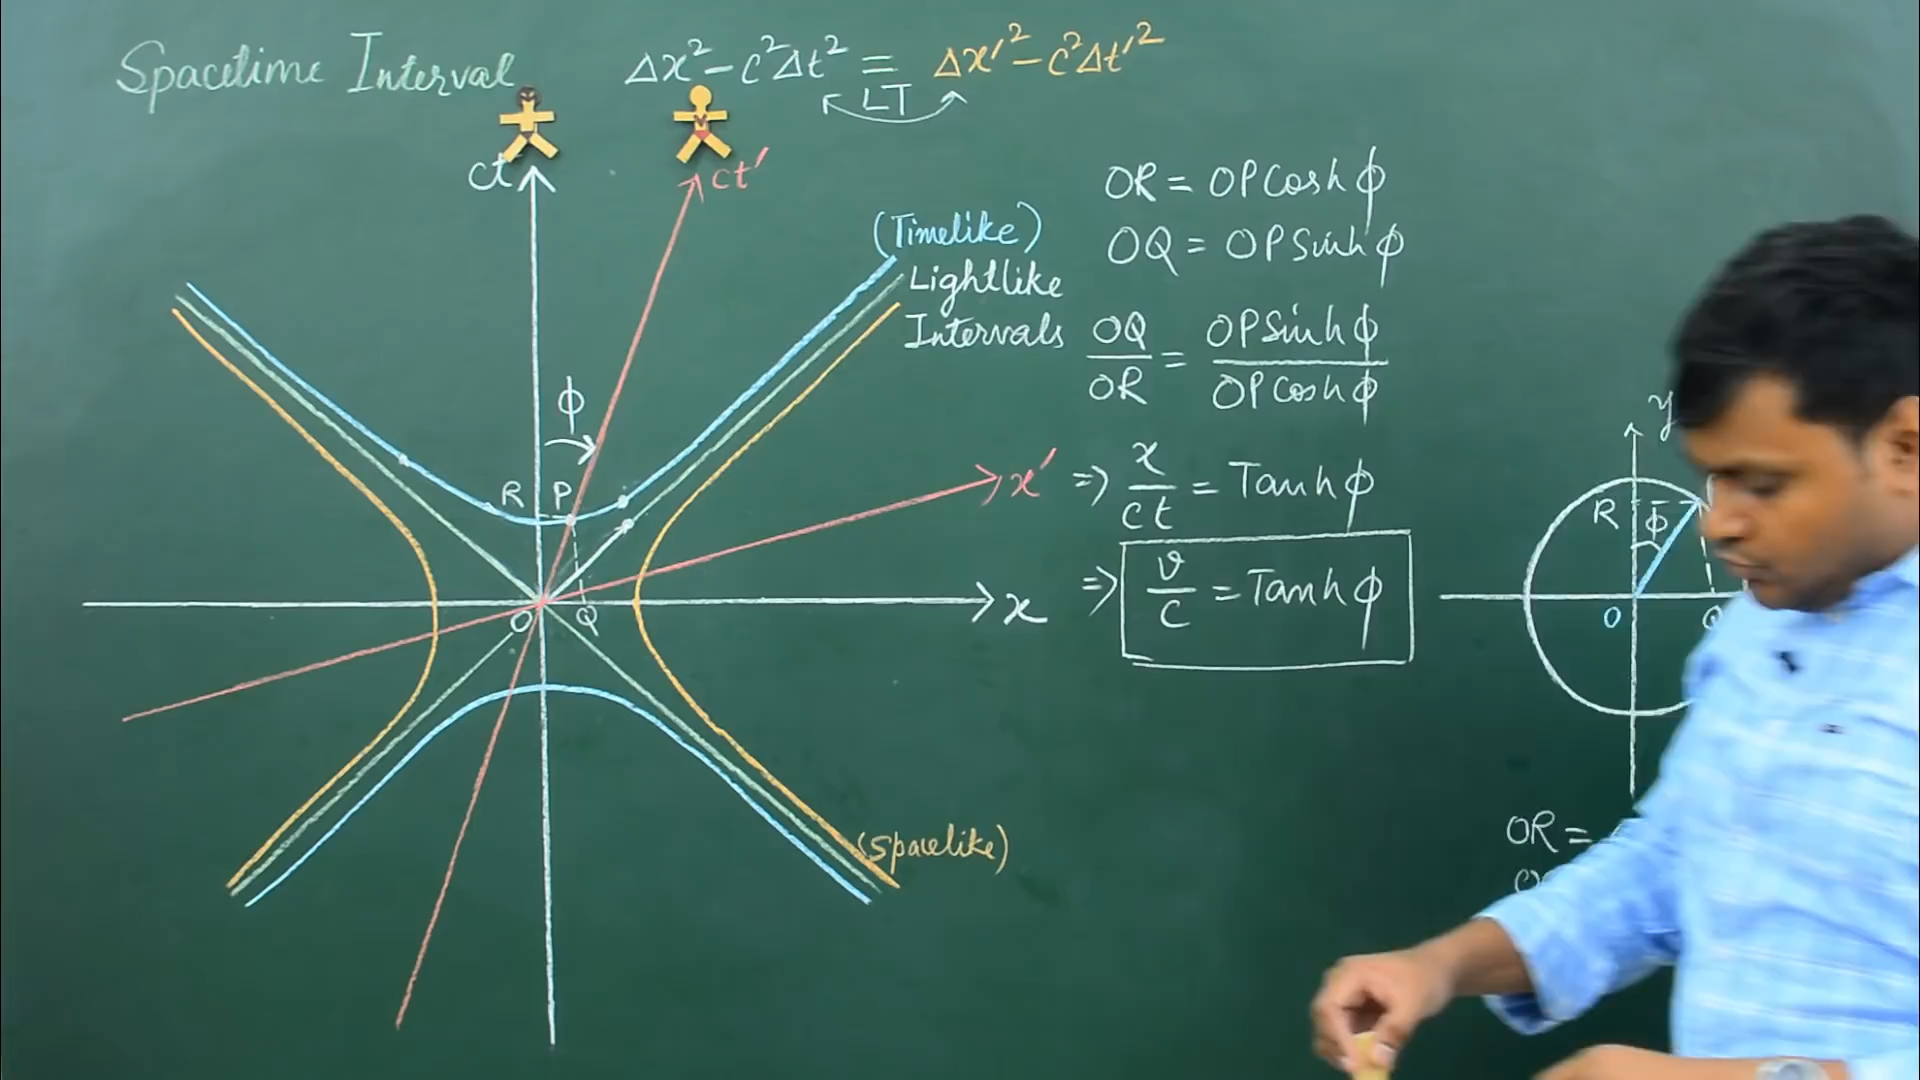 Spacetime Interval
Δx² - c²Δt² = Δx'² - c²Δt'²
LT
ct
ct'
(Timelike)
Lightlike
Intervals
ϕ
R P
x'
x
O Q
(Spacelike)
OR = OP Cosh ϕ
OQ = OP Sinh ϕ
OQ/OR = OP Sinh ϕ/OP Cosh ϕ
=> x/ct = Tanh ϕ
=> v/c = Tanh ϕ
y
R ϕ
O
OR =